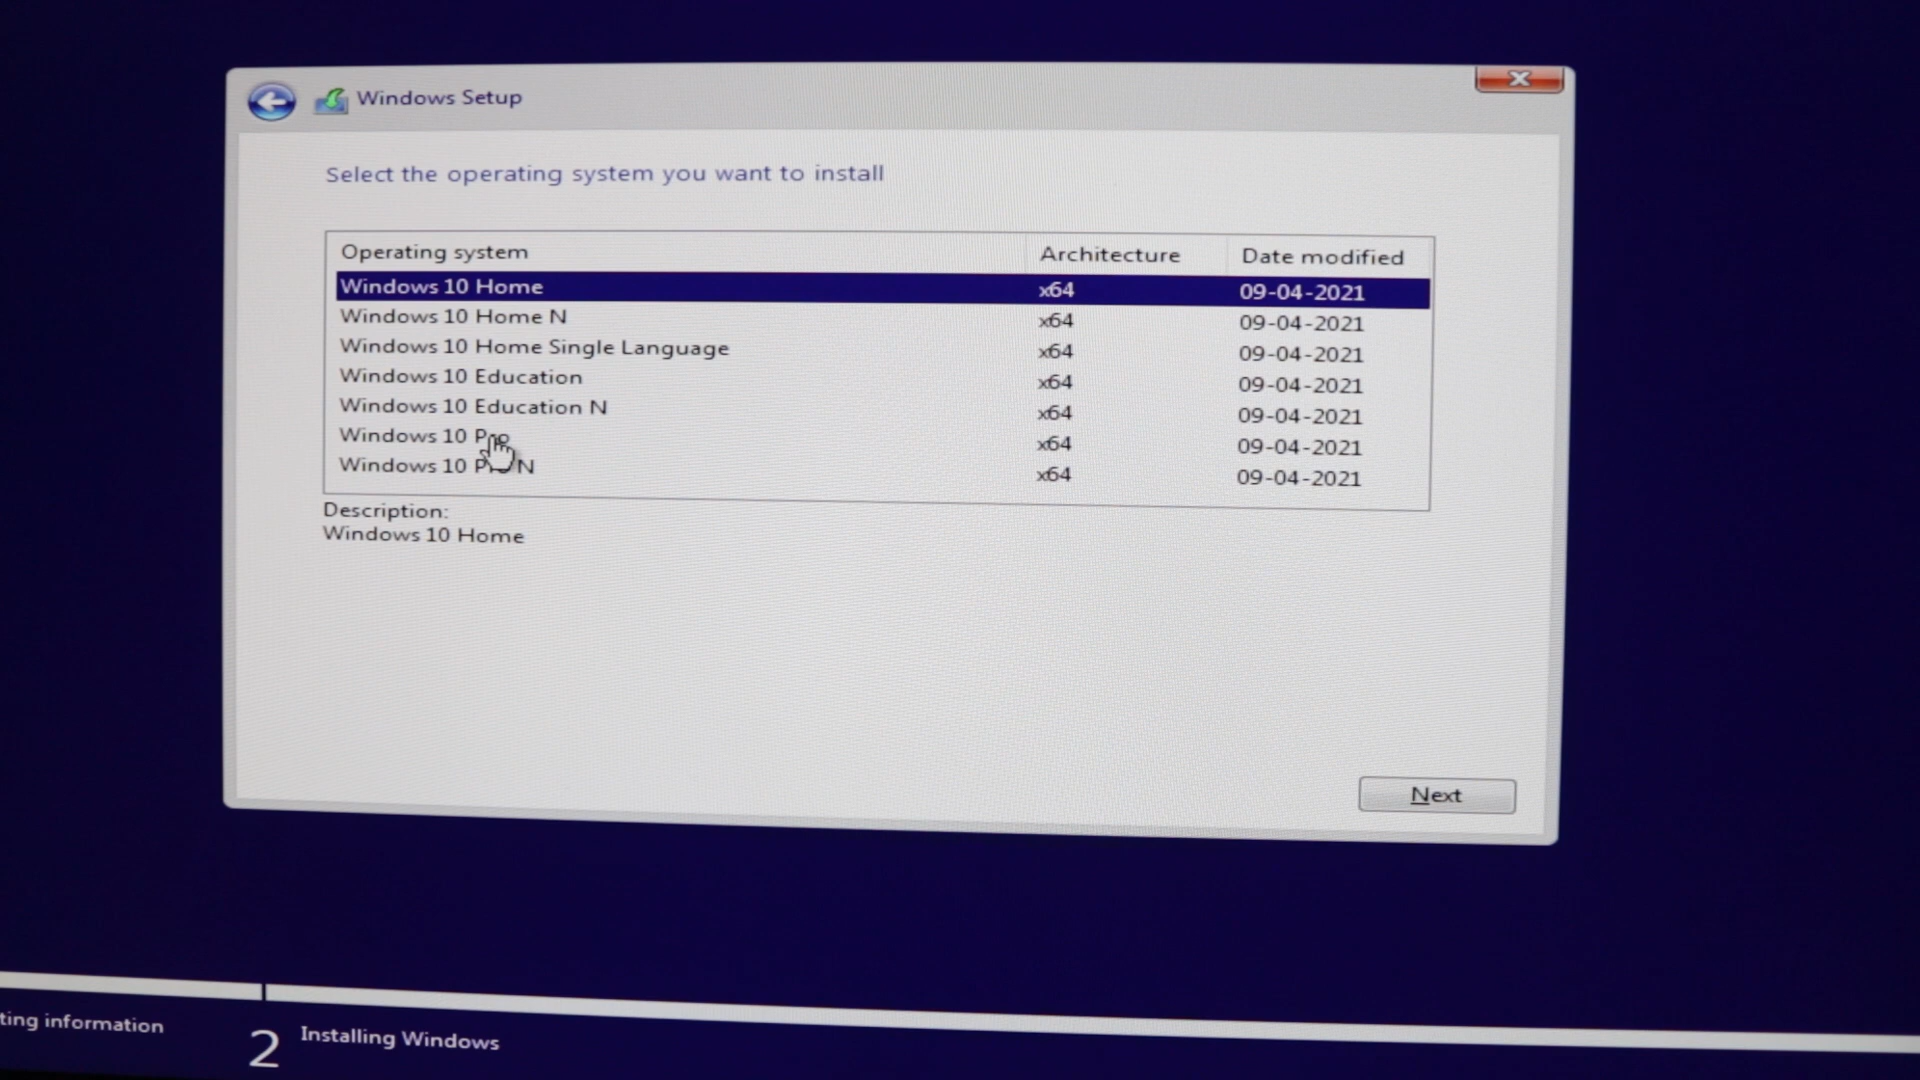 Windows Setup
Select the operating system you want to install
Operating system Architecture Date modified
Windows 10 Home x64 09-04-2021
Windows 10 Home N x64 09-04-2021
Windows 10 Home Single Language x64 09-04-2021
Windows 10 Education x64 09-04-2021
Windows 10 Education N x64 09-04-2021
Windows 10 Pro x64 09-04-2021
Windows 10 Pro N x64 09-04-2021
Description:
Windows 10 Home
Next
ting information
2 Installing Windows